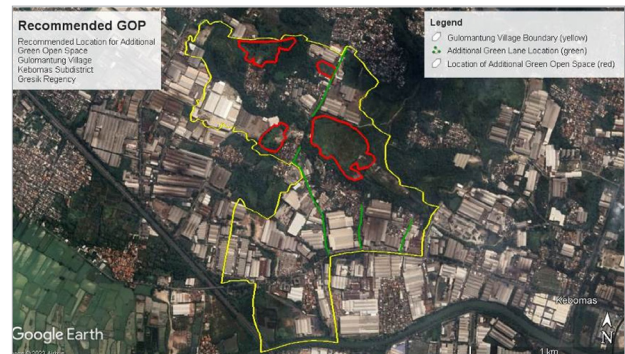 Recommended GOP
Recommended Location for Additional
Green Open Space
Gulomantung Village
Kebomas Subdistrict
Gresik Regency
Legend
Gulomantung Village Boundary (yellow)
Additional Green Lane Location (green)
Location of Additional Green Open Space (red)
Kebomas
Google Earth
N
1 km